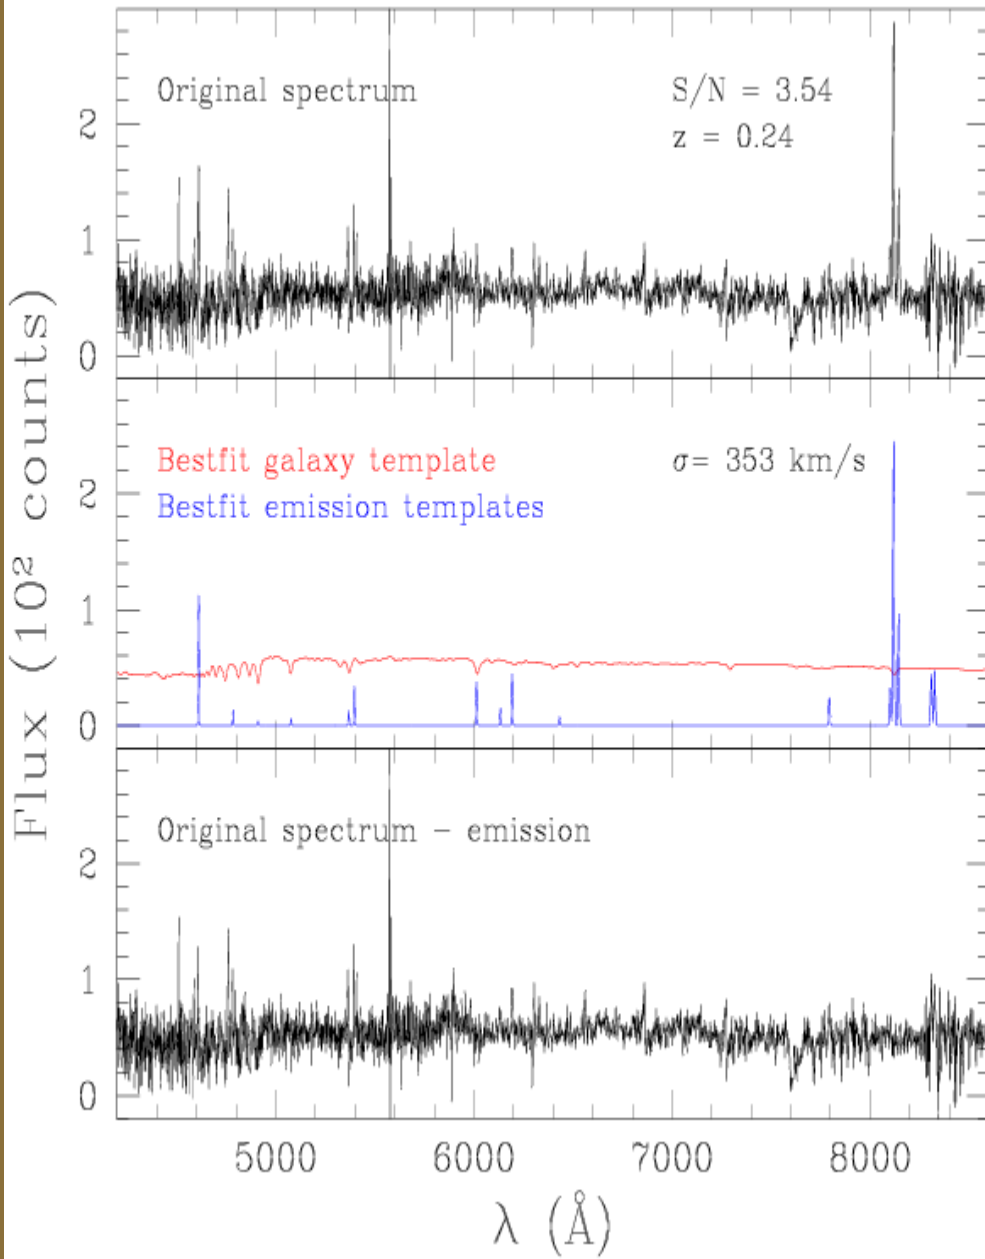 Original spectrum
S/N = 3.54
z = 0.24
2
1
0
Flux (10² counts)
Bestfit galaxy template
Bestfit emission templates
σ= 353 km/s
2
1
0
Original spectrum − emission
2
1
0
5000 6000 7000 8000
λ (Å)